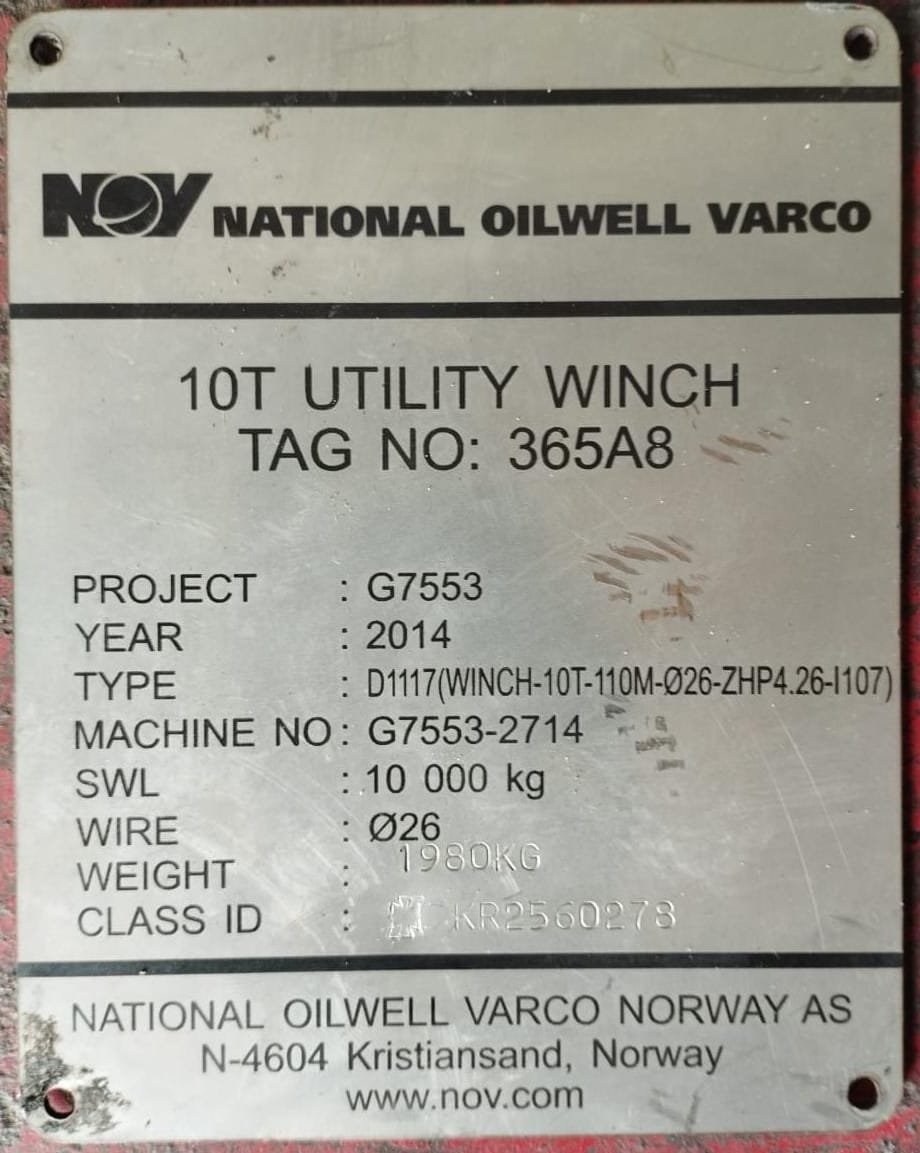 NOV NATIONAL OILWELL VARCO
10T UTILITY WINCH
TAG NO: 365A8
PROJECT : G7553
YEAR : 2014
TYPE : D1117(WINCH-10T-110M-Ø26-ZHP4.26-I107)
MACHINE NO : G7553-2714
SWL : 10 000 kg
WIRE : Ø26
WEIGHT : 1980KG
CLASS ID : KR2560278
NATIONAL OILWELL VARCO NORWAY AS
N-4604 Kristiansand, Norway
www.nov.com